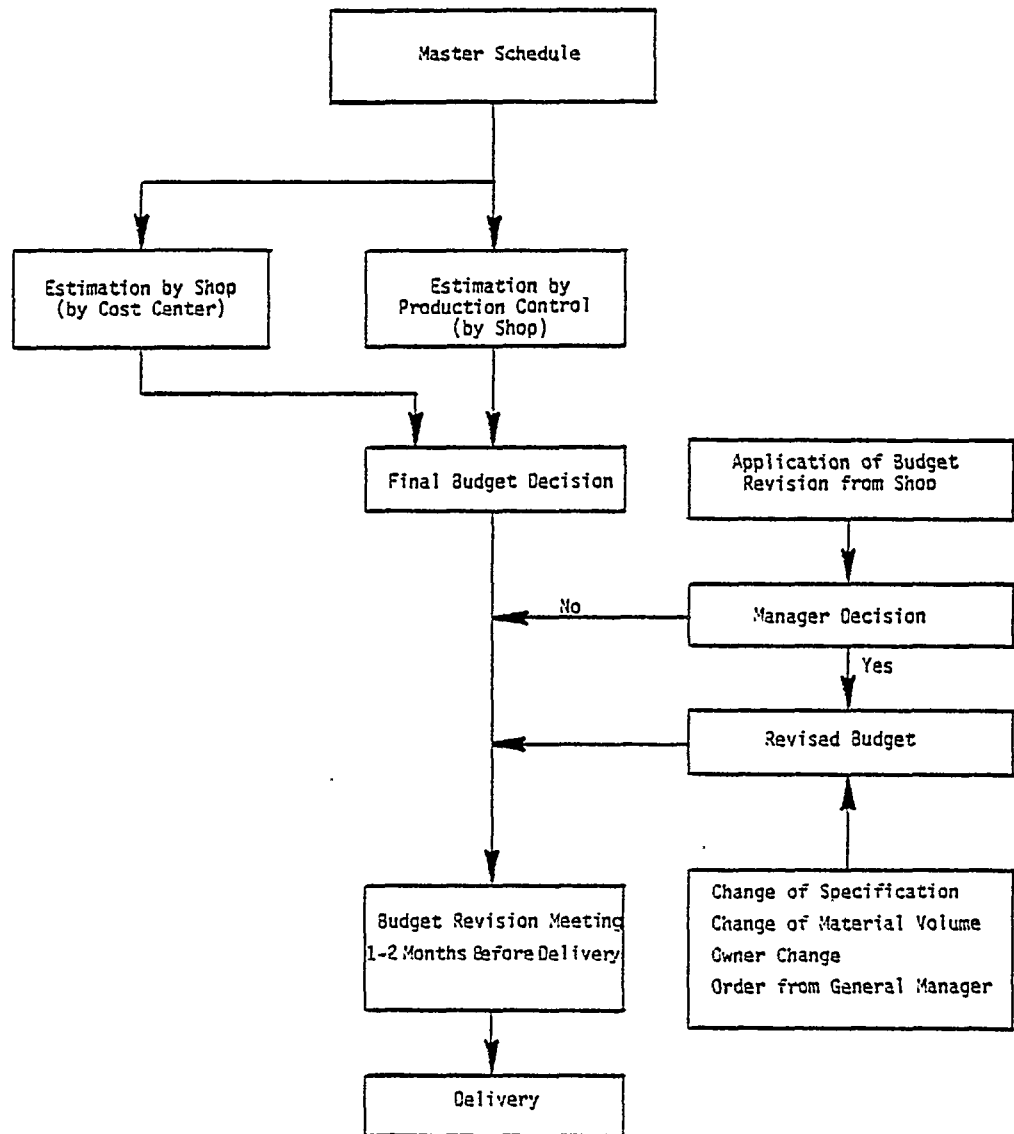 Master Schedule
Estimation by Shop
(by Cost Center)
Estimation by
Production Control
(by Shop)
Final Budget Decision
Application of Budget
Revision from Shop
No
Manager Decision
Yes
Revised Budget
Budget Revision Meeting
1-2 Months Before Delivery
Change of Specification
Change of Material Volume
Owner Change
Order from General Manager
Delivery